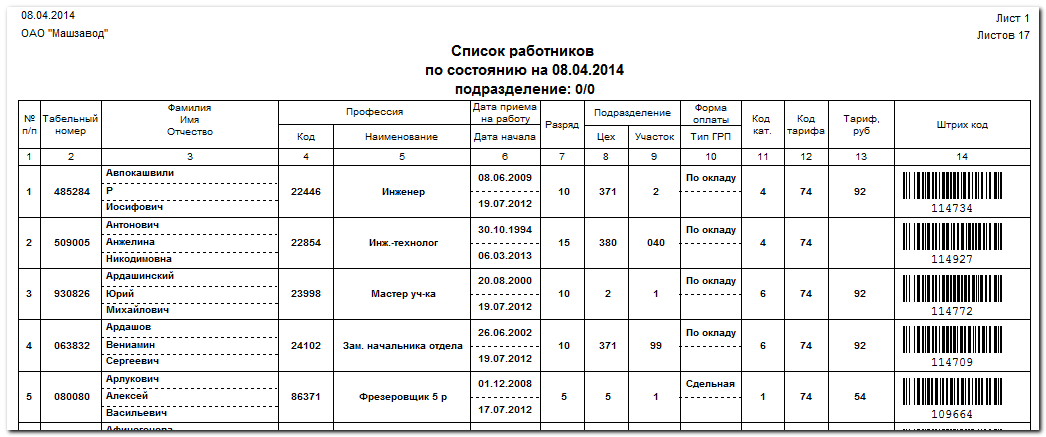 08.04.2014
Лист 1
ОАО "Машзавод"
Листов 17
Список работников
по состоянию на 08.04.2014
подразделение: 0/0
№ п/п Табельный номер Фамилия Имя Отчество Профессия Дата приема на работу Разряд Подразделение Форма оплаты Код кат. Код тарифа Тариф, руб Штрих код
Код Наименование Дата начала Цех Участок Тип ГРП
1 2 3 4 5 6 7 8 9 10 11 12 13 14
Авпокашвили 08.06.2009 По окладу
1 485284 Р 22446 Инженер 10 371 2 4 74 92
Иосифович 19.07.2012 114734
Антонович 30.10.1994 По окладу
2 509005 Анжелина 22854 Инж.-технолог 15 380 040 4 74
Никодимовна 06.03.2013 114927
Ардашинский 20.08.2000 По окладу
3 930826 Юрий 23998 Мастер уч-ка 10 2 1 6 74 92
Михайлович 19.07.2012 114772
Ардашов 26.06.2002 По окладу
4 063832 Вениамин 24102 Зам. начальника отдела 10 371 99 6 74 92
Сергеевич 19.07.2012 114709
Арлукович 01.12.2008 Сдельная
5 080080 Алексей 86371 Фрезеровщик 5 р 5 5 1 1 74 54
Васильевич 17.07.2012 109664